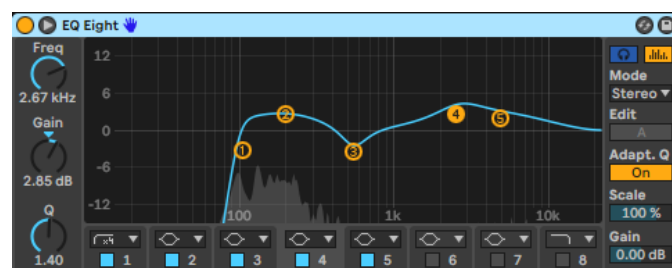 EQ Eight
Freq
2.67 kHz
Gain
2.85 dB
Q
1.40
12
6
0
-6
-12
100
1k
10k
1
2
3
4
5
x4
1
2
3
4
5
6
7
8
Mode
Stereo
Edit
A
Adapt. Q
On
Scale
100 %
Gain
0.00 dB